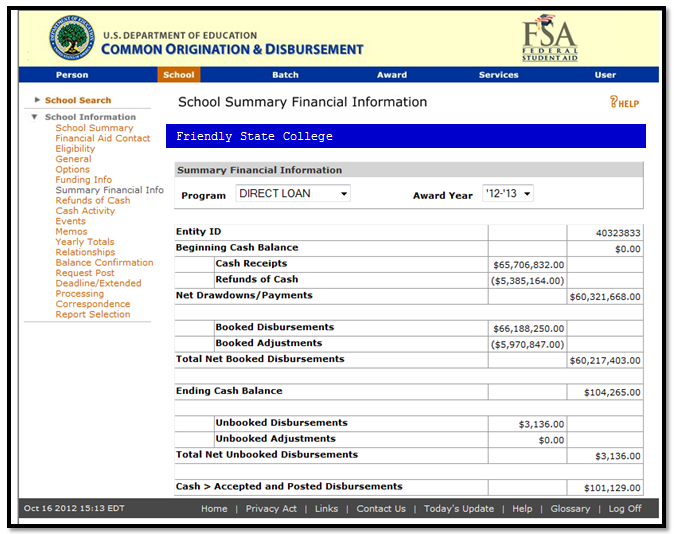 U.S. DEPARTMENT OF EDUCATION
COMMON ORIGINATION & DISBURSEMENT
FSA
FEDERAL
STUDENT AID
Person School Batch Award Services User
School Search
School Information
School Summary
Financial Aid Contact
Eligibility
General
Options
Funding Info
Summary Financial Info
Refunds of Cash
Cash Activity
Events
Memos
Yearly Totals
Relationships
Balance Confirmation
Request Post
Deadline/Extended
Processing
Correspondence
Report Selection
School Summary Financial Information
HELP
Friendly State College
Summary Financial Information
Program DIRECT LOAN Award Year '12-'13
Entity ID 40323833
Beginning Cash Balance $0.00
Cash Receipts $65,706,832.00
Refunds of Cash ($5,385,164.00)
Net Drawdowns/Payments $60,321,668.00
Booked Disbursements $66,188,250.00
Booked Adjustments ($5,970,847.00)
Total Net Booked Disbursements $60,217,403.00
Ending Cash Balance $104,265.00
Unbooked Disbursements $3,136.00
Unbooked Adjustments $0.00
Total Net Unbooked Disbursements $3,136.00
Cash > Accepted and Posted Disbursements $101,129.00
Oct 16 2012 15:13 EDT Home | Privacy Act | Links | Contact Us | Today's Update | Help | Glossary | Log Off